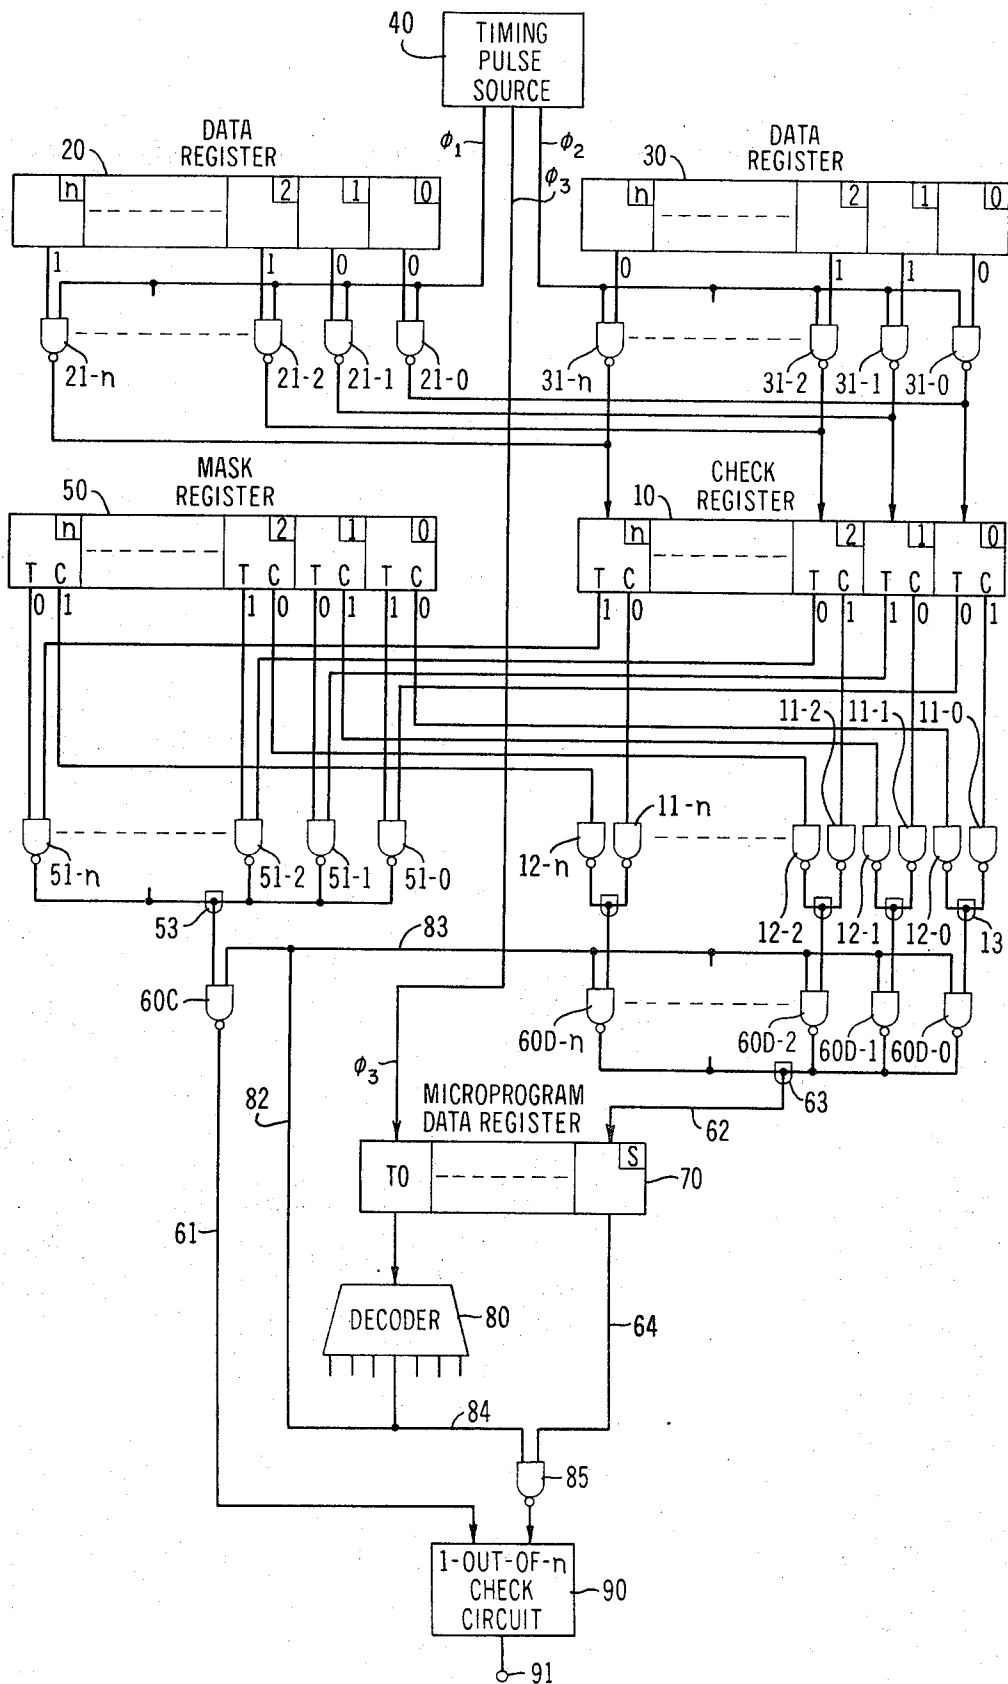 40
TIMING
PULSE
SOURCE
ϕ1
ϕ2
ϕ3
DATA
REGISTER
20
n
2
1
0
DATA
REGISTER
30
n
2
1
0
1
1
0
0
0
1
1
0
21-n
21-2
21-1
21-0
31-n
31-2
31-1
31-0
MASK
REGISTER
50
n
2
1
0
T C
T C
T C
T C
0 1
1 0
0 1
1 0
CHECK
REGISTER
10
n
2
1
0
T C
T C
T C
T C
1 0
0 1
1 0
0 1
11-2
11-1
11-0
11-n
12-n
51-n
51-2
51-1
51-0
53
12-2
12-1
12-0
13
83
60C
60D-n
60D-2
60D-1
60D-0
63
ϕ3
82
62
MICROPROGRAM
DATA REGISTER
TO
S
70
61
DECODER
80
64
84
85
1-OUT-OF-n
CHECK
CIRCUIT
90
91